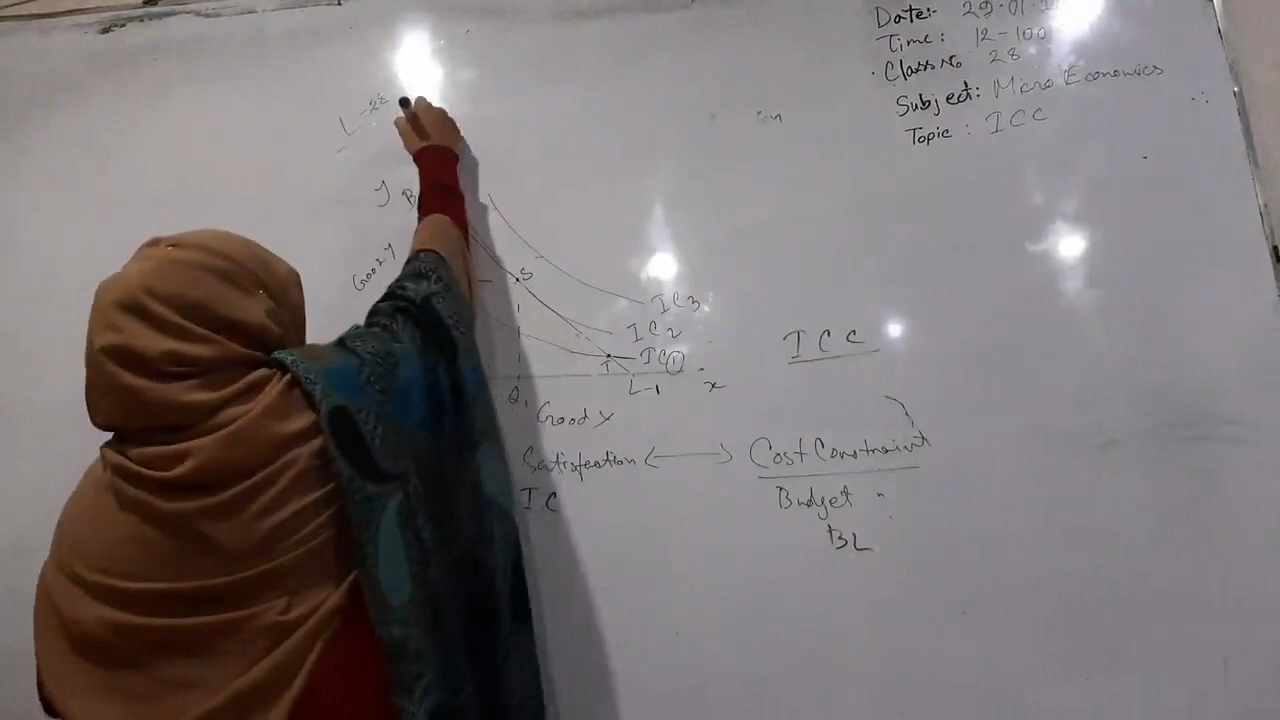 Date:- 29.01.
Time: 12-100
Class No 28
Subject: Micro Economics
Topic: ICC
y B
Good y
S
IC3
IC2
IC1
T
L-1
x
Q1
Good X
ICC
Satisfaction <-> Cost Constraint
IC
Budget "
BL